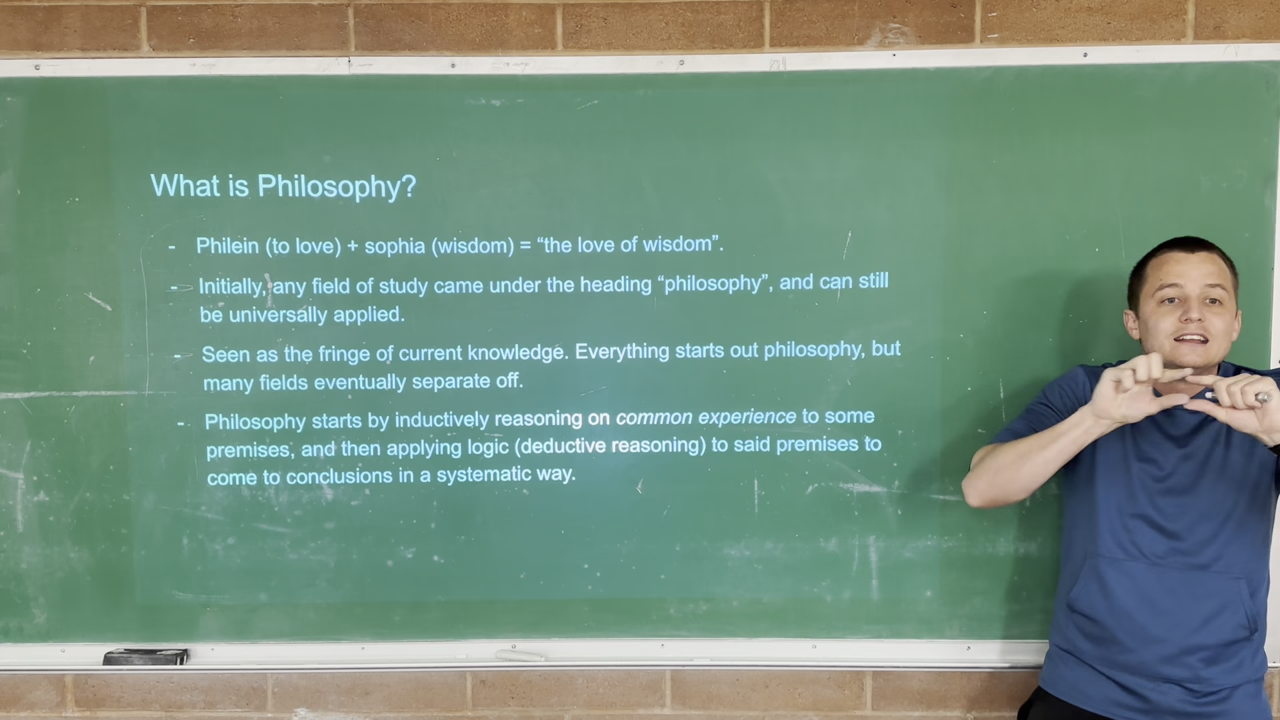 What is Philosophy?
- Philein (to love) + sophia (wisdom) = “the love of wisdom”.
- Initially, any field of study came under the heading “philosophy”, and can still
be universally applied.
- Seen as the fringe of current knowledge. Everything starts out philosophy, but
many fields eventually separate off.
- Philosophy starts by inductively reasoning on common experience to some
premises, and then applying logic (deductive reasoning) to said premises to
come to conclusions in a systematic way.